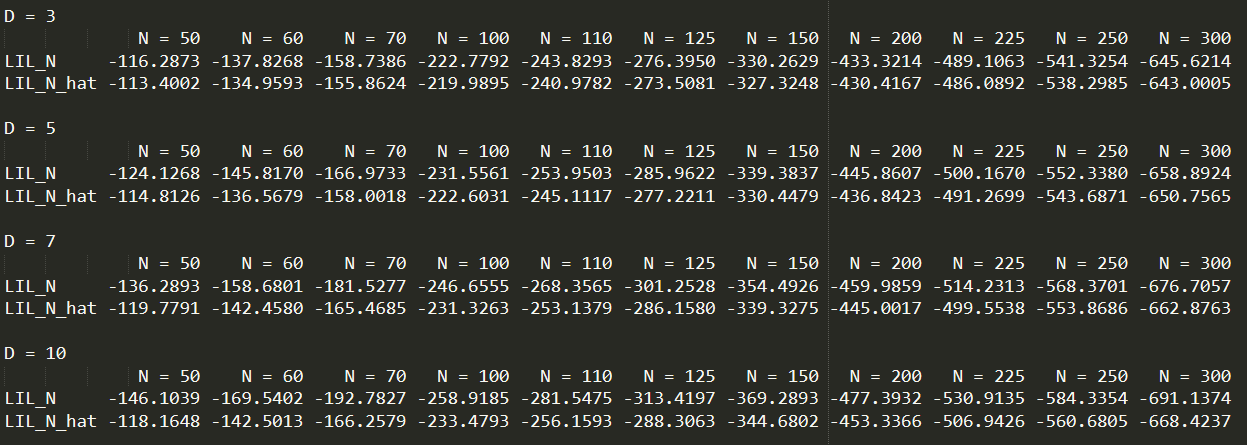 D = 3
N = 50 N = 60 N = 70 N = 100 N = 110 N = 125 N = 150 N = 200 N = 225 N = 250 N = 300
LIL_N -116.2873 -137.8268 -158.7386 -222.7792 -243.8293 -276.3950 -330.2629 -433.3214 -489.1063 -541.3254 -645.6214
LIL_N_hat -113.4002 -134.9593 -155.8624 -219.9895 -240.9782 -273.5081 -327.3248 -430.4167 -486.0892 -538.2985 -643.0005
D = 5
N = 50 N = 60 N = 70 N = 100 N = 110 N = 125 N = 150 N = 200 N = 225 N = 250 N = 300
LIL_N -124.1268 -145.8170 -166.9733 -231.5561 -253.9503 -285.9622 -339.3837 -445.8607 -500.1670 -552.3380 -658.8924
LIL_N_hat -114.8126 -136.5679 -158.0018 -222.6031 -245.1117 -277.2211 -330.4479 -436.8423 -491.2699 -543.6871 -650.7565
D = 7
N = 50 N = 60 N = 70 N = 100 N = 110 N = 125 N = 150 N = 200 N = 225 N = 250 N = 300
LIL_N -136.2893 -158.6801 -181.5277 -246.6555 -268.3565 -301.2528 -354.4926 -459.9859 -514.2313 -568.3701 -676.7057
LIL_N_hat -119.7791 -142.4580 -165.4685 -231.3263 -253.1379 -286.1580 -339.3275 -445.0017 -499.5538 -553.8686 -662.8763
D = 10
N = 50 N = 60 N = 70 N = 100 N = 110 N = 125 N = 150 N = 200 N = 225 N = 250 N = 300
LIL_N -146.1039 -169.5402 -192.7827 -258.9185 -281.5475 -313.4197 -369.2893 -477.3932 -530.9135 -584.3354 -691.1374
LIL_N_hat -118.1648 -142.5013 -166.2579 -233.4793 -256.1593 -288.3063 -344.6802 -453.3366 -506.9426 -560.6805 -668.4237